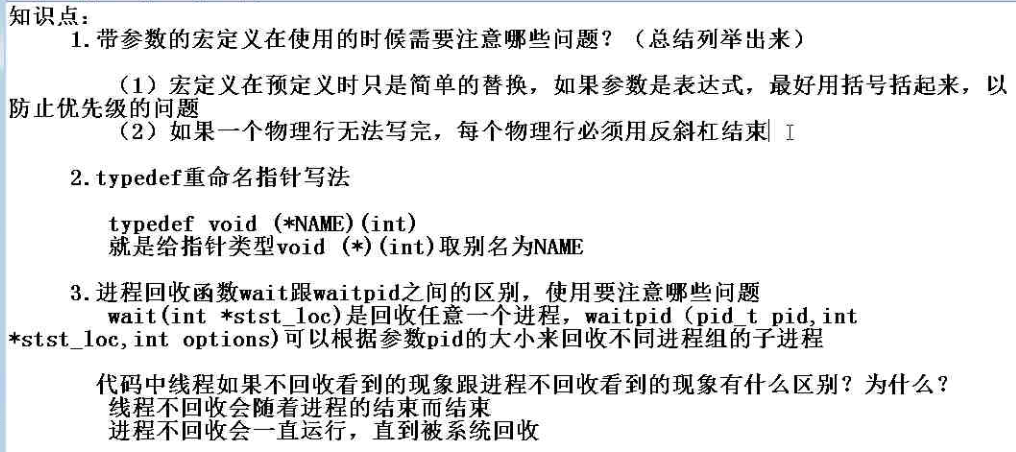 知识点：
1.带参数的宏定义在使用的时候需要注意哪些问题？（总结列举出来）
（1）宏定义在预定义时只是简单的替换，如果参数是表达式，最好用括号括起来，以
防止优先级的问题
（2）如果一个物理行无法写完，每个物理行必须用反斜杠结束
2.typedef重命名指针写法
typedef void (*NAME)(int)
就是给指针类型void (*)(int)取别名为NAME
3.进程回收函数wait跟waitpid之间的区别，使用要注意哪些问题
wait(int *stst_loc)是回收任意一个进程，waitpid（pid_t pid,int
*stst_loc,int options)可以根据参数pid的大小来回收不同进程组的子进程
代码中线程如果不回收看到的现象跟进程不回收看到的现象有什么区别？为什么？
线程不回收会随着进程的结束而结束
进程不回收会一直运行，直到被系统回收